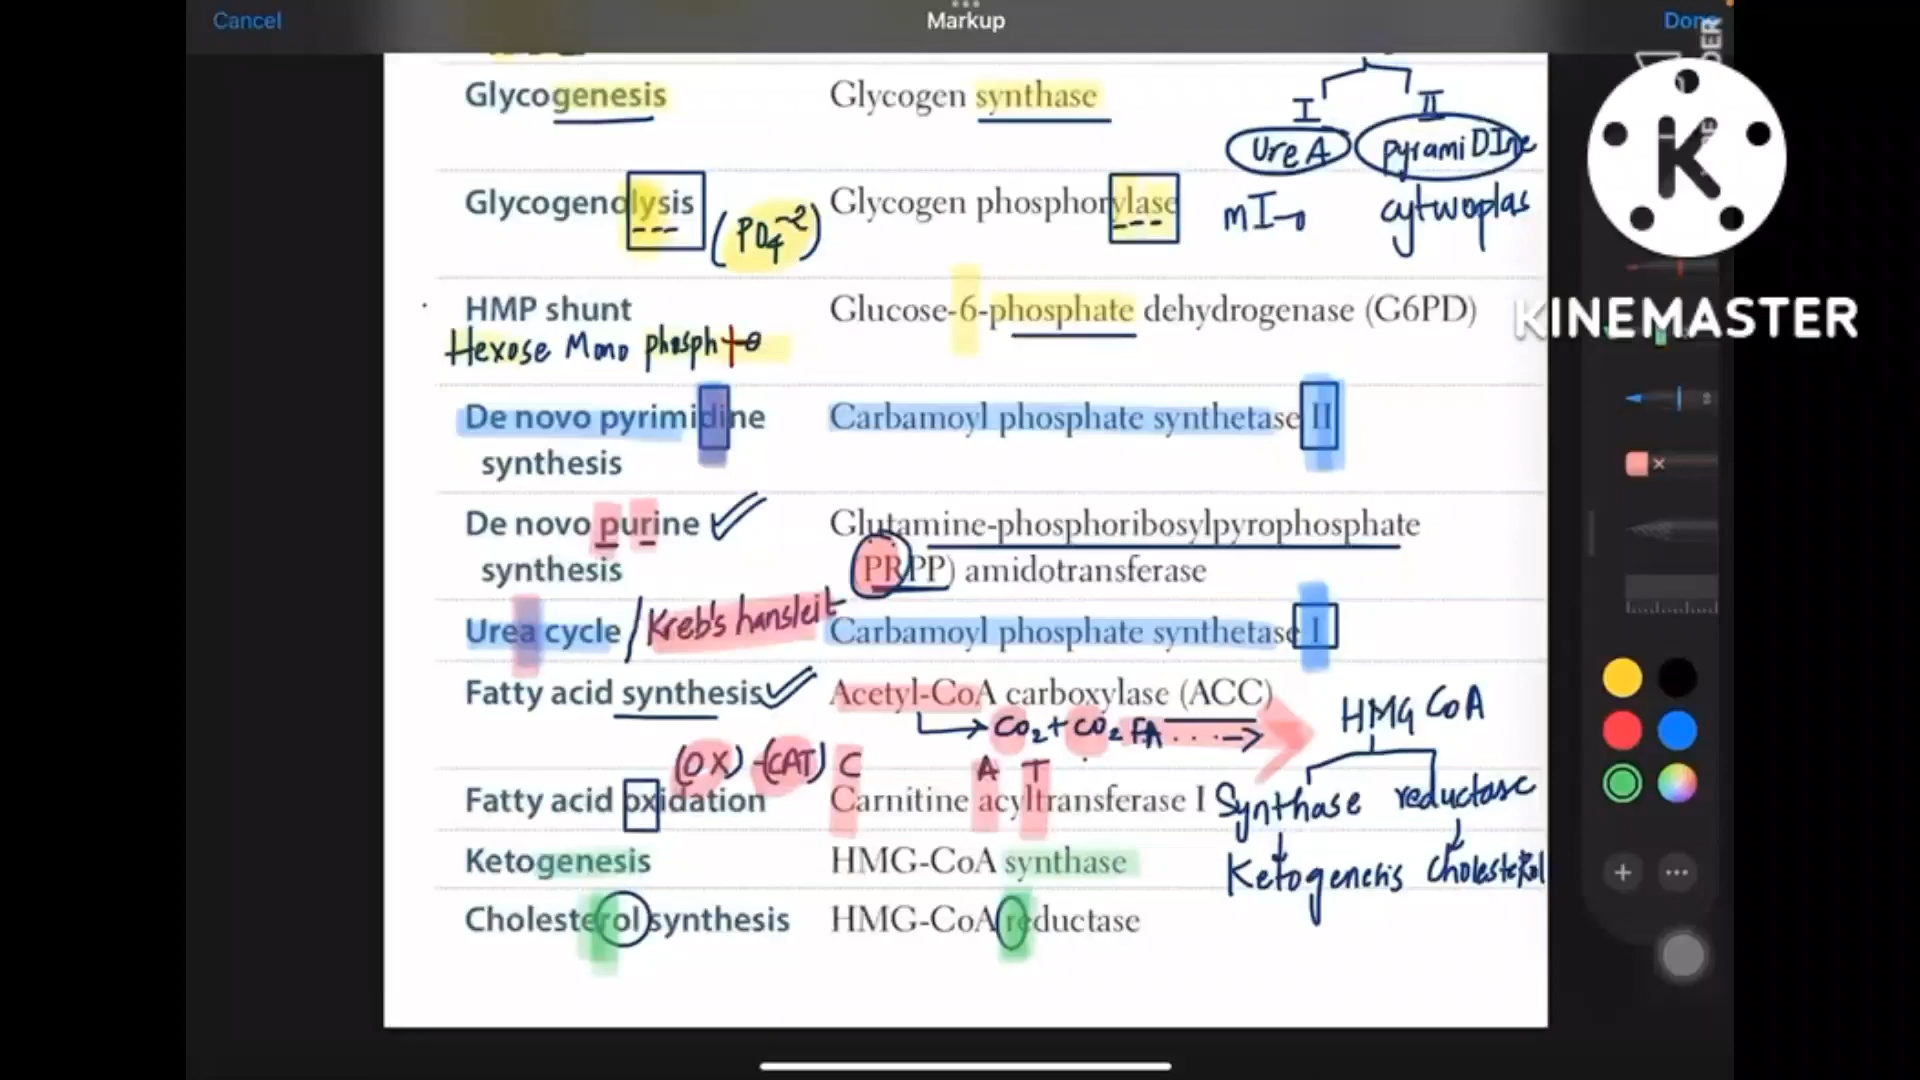 Cancel
Markup
Done
Glycogenesis Glycogen synthase
I II
UreA pyramiDIne
Glycogenolysis (PO4-2) Glycogen phosphorylase
HMP shunt Glucose-6-phosphate dehydrogenase (G6PD)
Hexose Mono
De novo pyrimidine Carbamoyl phosphate synthetase II
synthesis
De novo purine Glutamine-phosphoribosylpyrophosphate
synthesis (PRPP) amidotransferase
Urea cycle / Kreb's hansleit Carbamoyl phosphate synthetase I
Fatty acid synthesis Acetyl-CoA carboxylase (ACC)
CO2 + CO2 FA
HMG CoA
(OX) - (CAT) C A T
Fatty acid oxidation Carnitine acyltransferase I
Synthase reductase
Ketogenesis HMG-CoA synthase
Ketogenesis cholesterol
Cholesterol synthesis HMG-CoA reductase
K
KINEMASTER